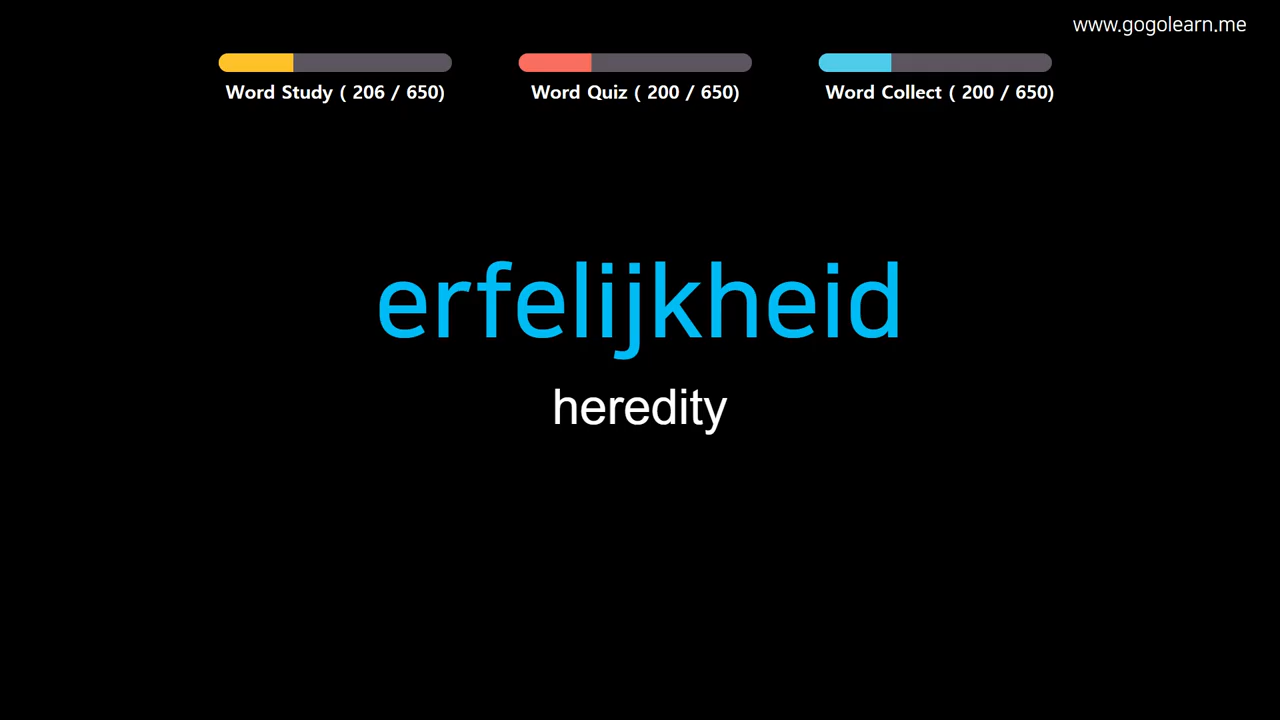 www.gogolearn.me
Word Study ( 206 / 650)
Word Quiz ( 200 / 650)
Word Collect ( 200 / 650)
erfelijkheid
heredity